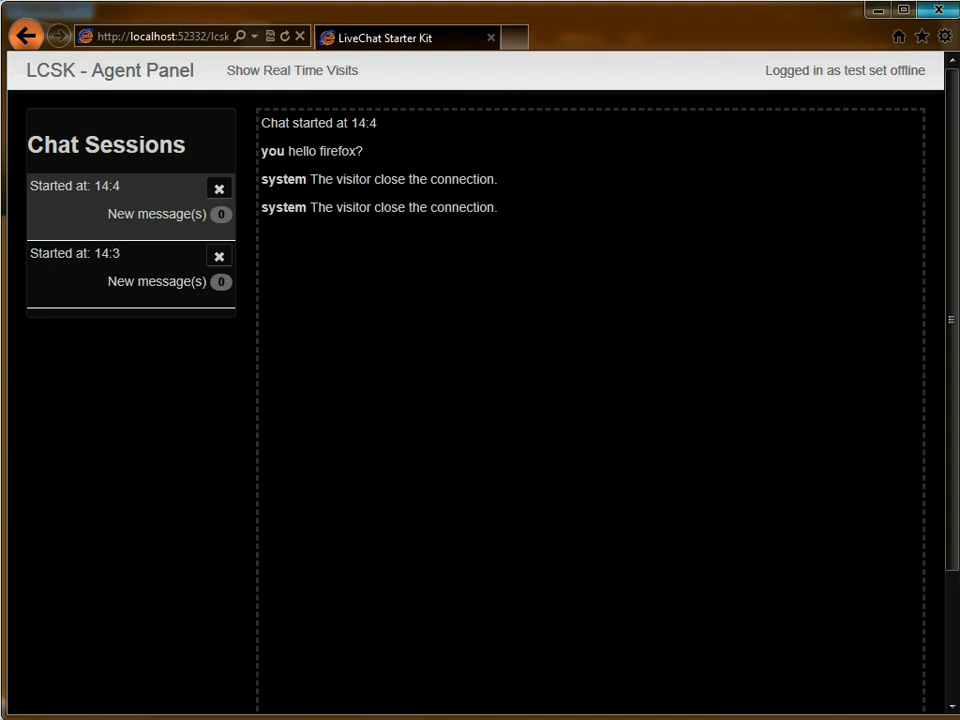 http://localhost:52332/lcsk
LiveChat Starter Kit
LCSK - Agent Panel
Show Real Time Visits
Logged in as test set offline
Chat Sessions
Started at: 14:4
New message(s) 0
Started at: 14:3
New message(s) 0
Chat started at 14:4
you hello firefox?
system The visitor close the connection.
system The visitor close the connection.